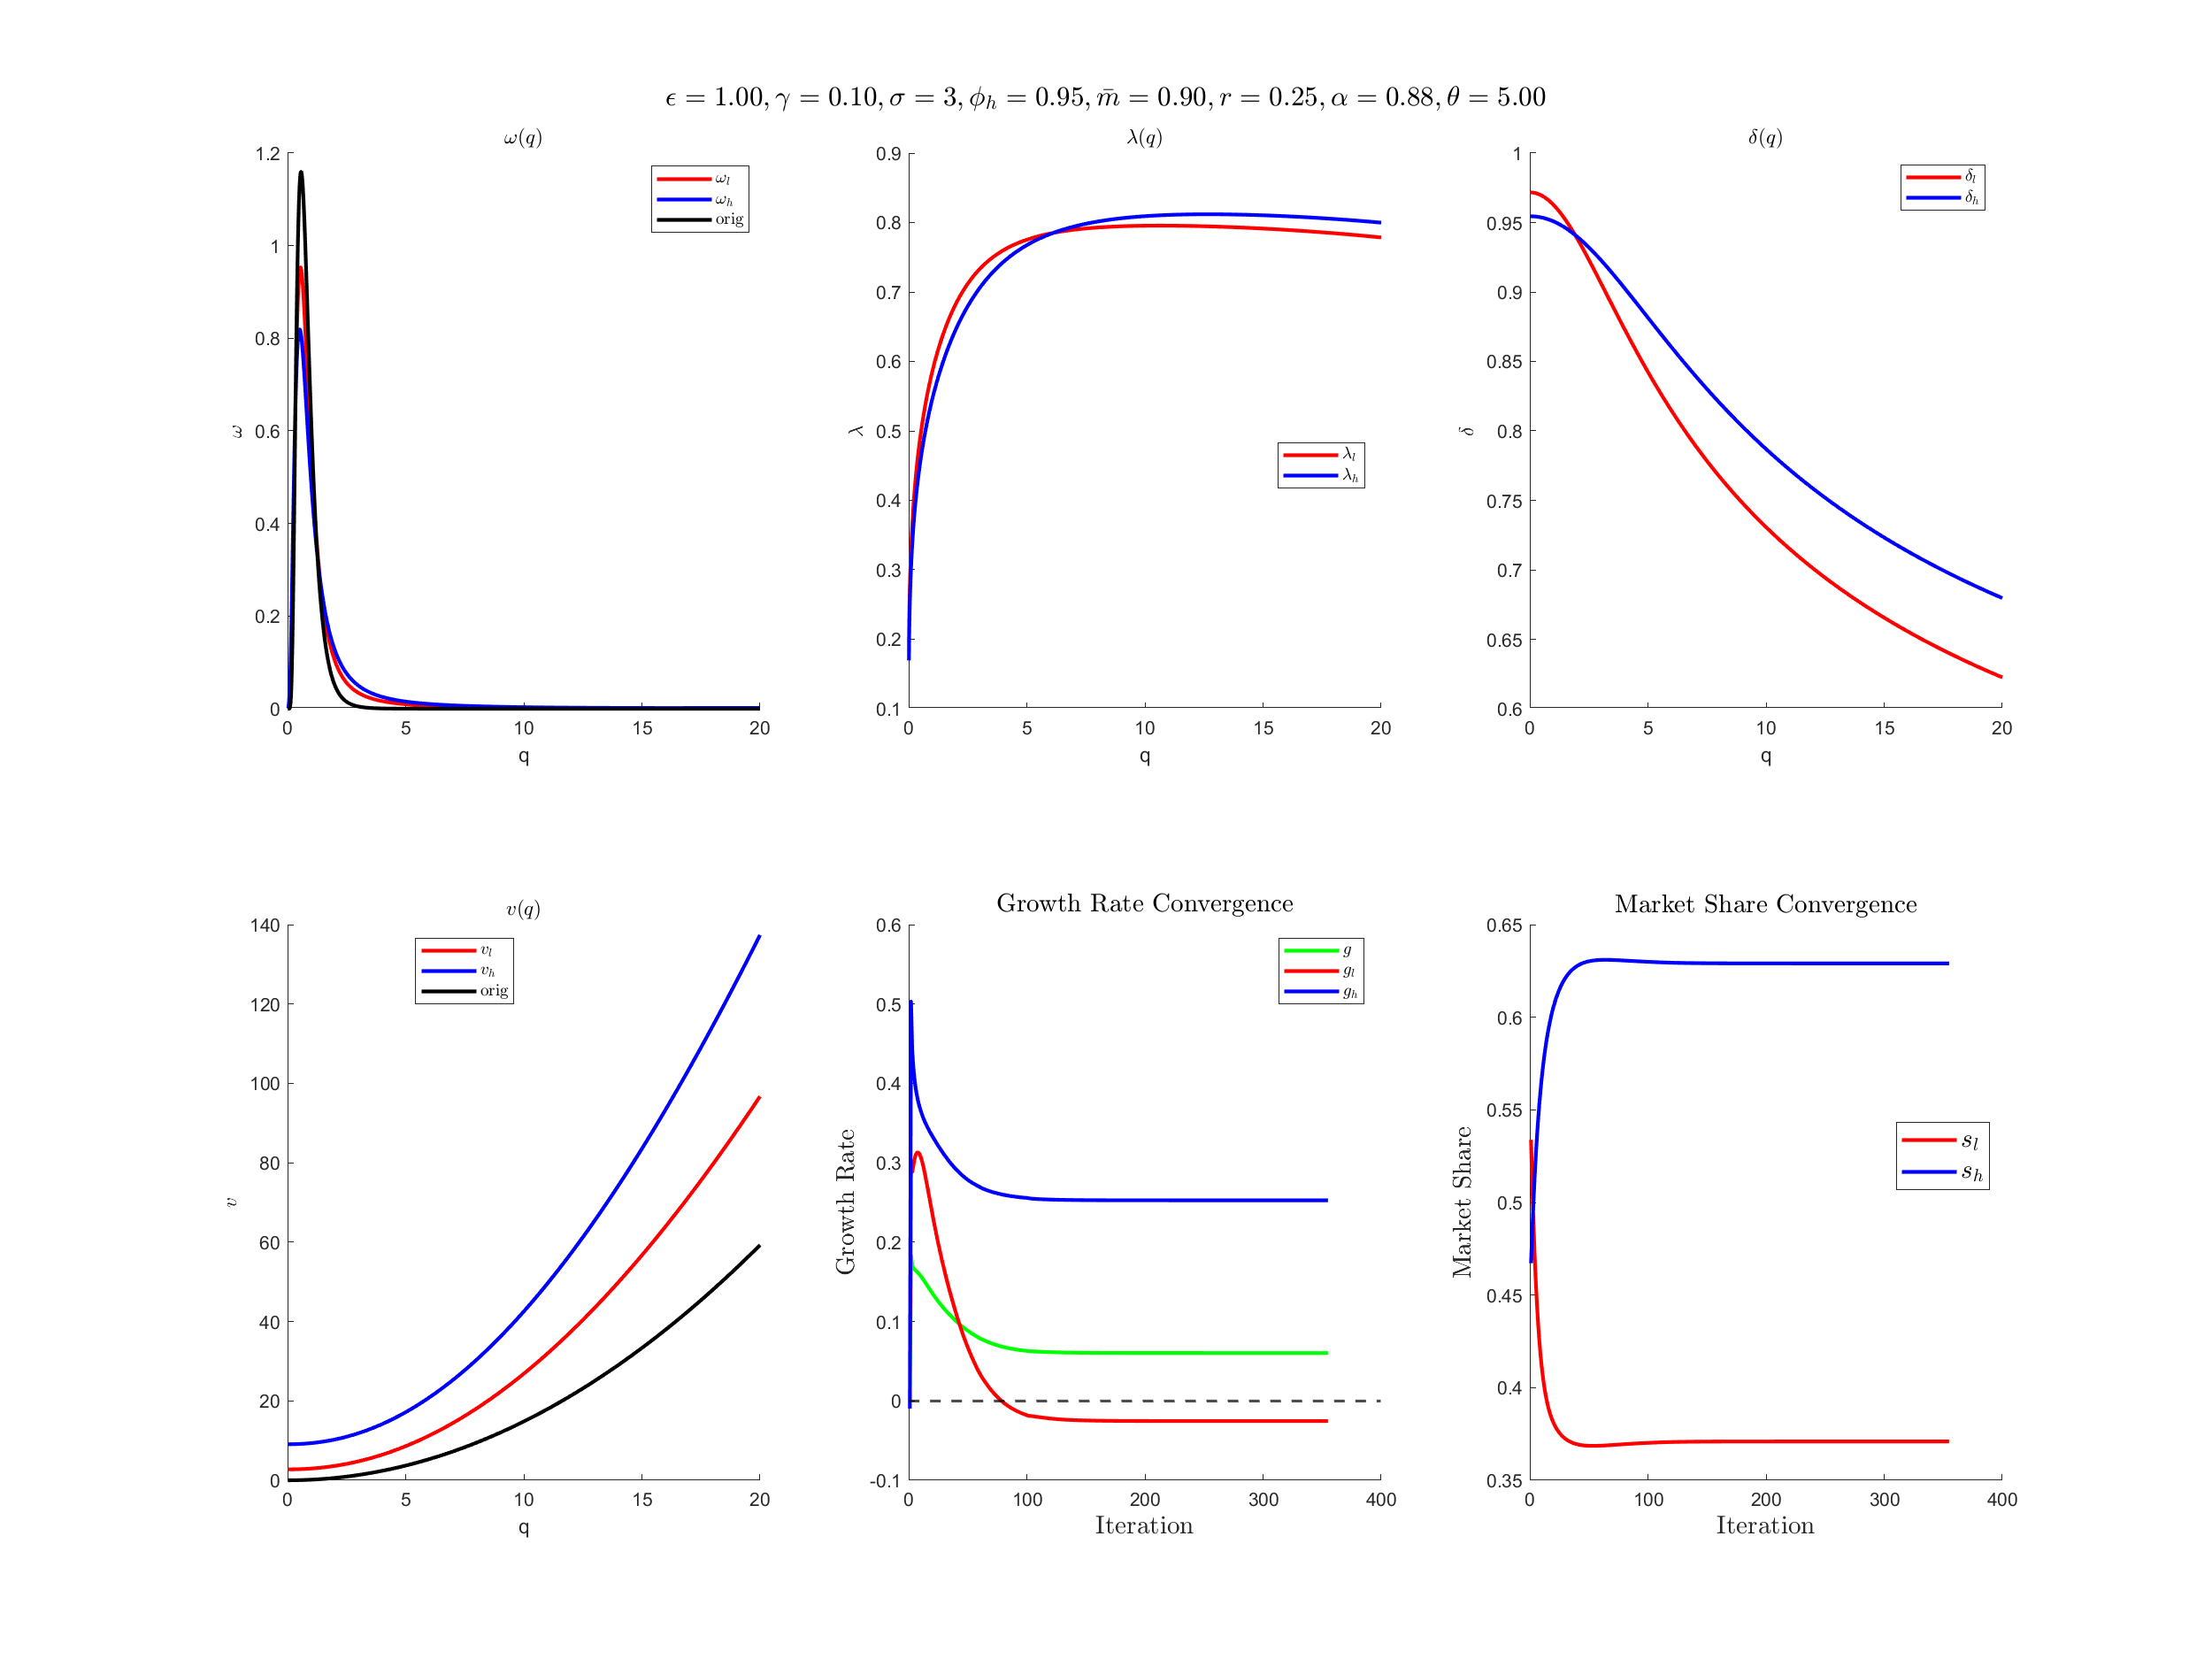 ϵ = 1.00, γ = 0.10, σ = 3, ϕ_h = 0.95, m̄ = 0.90, r = 0.25, α = 0.88, θ = 5.00
ω(q)
1.2
1
0.8
0.6
0.4
0.2
0
ω
0 5 10 15 20
q
ω_l
ω_h
orig
λ(q)
0.9
0.8
0.7
0.6
0.5
0.4
0.3
0.2
0.1
λ
0 5 10 15 20
q
λ_l
λ_h
δ(q)
1
0.95
0.9
0.85
0.8
0.75
0.7
0.65
0.6
δ
0 5 10 15 20
q
δ_l
δ_h
v(q)
140
120
100
80
60
40
20
0
v
0 5 10 15 20
q
v_l
v_h
orig
Growth Rate Convergence
0.6
0.5
0.4
0.3
0.2
0.1
0
-0.1
Growth Rate
0 100 200 300 400
Iteration
g
g_l
g_h
Market Share Convergence
0.65
0.6
0.55
0.5
0.45
0.4
0.35
Market Share
0 100 200 300 400
Iteration
s_l
s_h